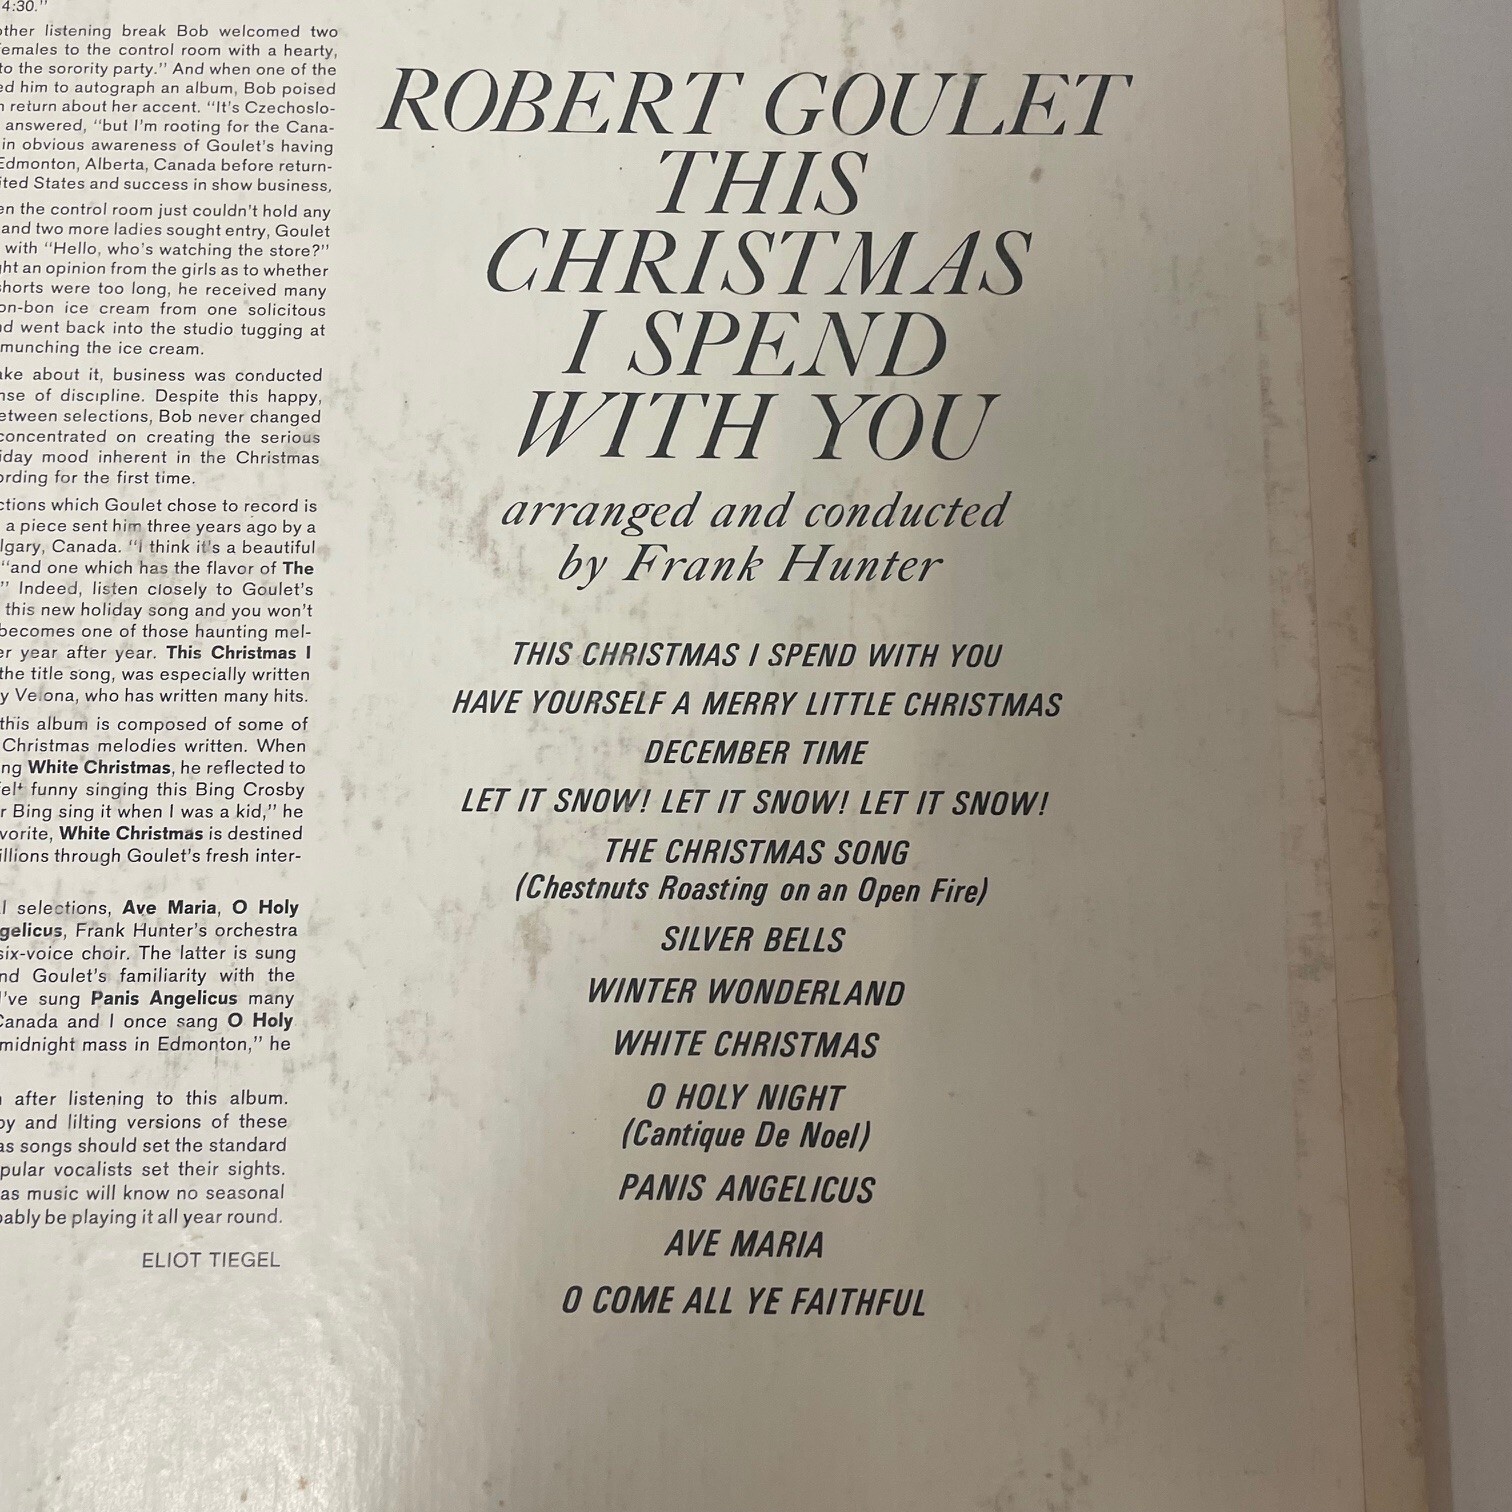 4:30."
other listening break Bob welcomed two
females to the control room with a hearty,
to the sorority party." And when one of the
ed him to autograph an album, Bob poised
return about her accent. "It's Czechoslo-
answered, "but I'm rooting for the Cana-
in obvious awareness of Goulet's having
Edmonton, Alberta, Canada before return-
ited States and success in show business,
en the control room just couldn't hold any
and two more ladies sought entry, Goulet
with "Hello, who's watching the store?"
ht an opinion from the girls as to whether
shorts were too long, he received many
on-bon ice cream from one solicitous
nd went back into the studio tugging at
munching the ice cream.
ake about it, business was conducted
nse of discipline. Despite this happy,
etween selections, Bob never changed
concentrated on creating the serious
iday mood inherent in the Christmas
ording for the first time.
ctions which Goulet chose to record is
a piece sent him three years ago by a
lgary, Canada. "I think it's a beautiful
"and one which has the flavor of The
" Indeed, listen closely to Goulet's
this new holiday song and you won't
becomes one of those haunting mel-
er year after year. This Christmas I
the title song, was especially written
y Velona, who has written many hits.
this album is composed of some of
Christmas melodies written. When
ng White Christmas, he reflected to
felt funny singing this Bing Crosby
r Bing sing it when I was a kid," he
vorite, White Christmas is destined
illions through Goulet's fresh inter-
l selections, Ave Maria, O Holy
gelicus, Frank Hunter's orchestra
six-voice choir. The latter is sung
nd Goulet's familiarity with the
I've sung Panis Angelicus many
Canada and I once sang O Holy
midnight mass in Edmonton," he
after listening to this album.
by and lilting versions of these
as songs should set the standard
pular vocalists set their sights.
as music will know no seasonal
bably be playing it all year round.
ELIOT TIEGEL
ROBERT GOULET
THIS
CHRISTMAS
I SPEND
WITH YOU
arranged and conducted
by Frank Hunter
THIS CHRISTMAS I SPEND WITH YOU
HAVE YOURSELF A MERRY LITTLE CHRISTMAS
DECEMBER TIME
LET IT SNOW! LET IT SNOW! LET IT SNOW!
THE CHRISTMAS SONG
(Chestnuts Roasting on an Open Fire)
SILVER BELLS
WINTER WONDERLAND
WHITE CHRISTMAS
O HOLY NIGHT
(Cantique De Noel)
PANIS ANGELICUS
AVE MARIA
O COME ALL YE FAITHFUL